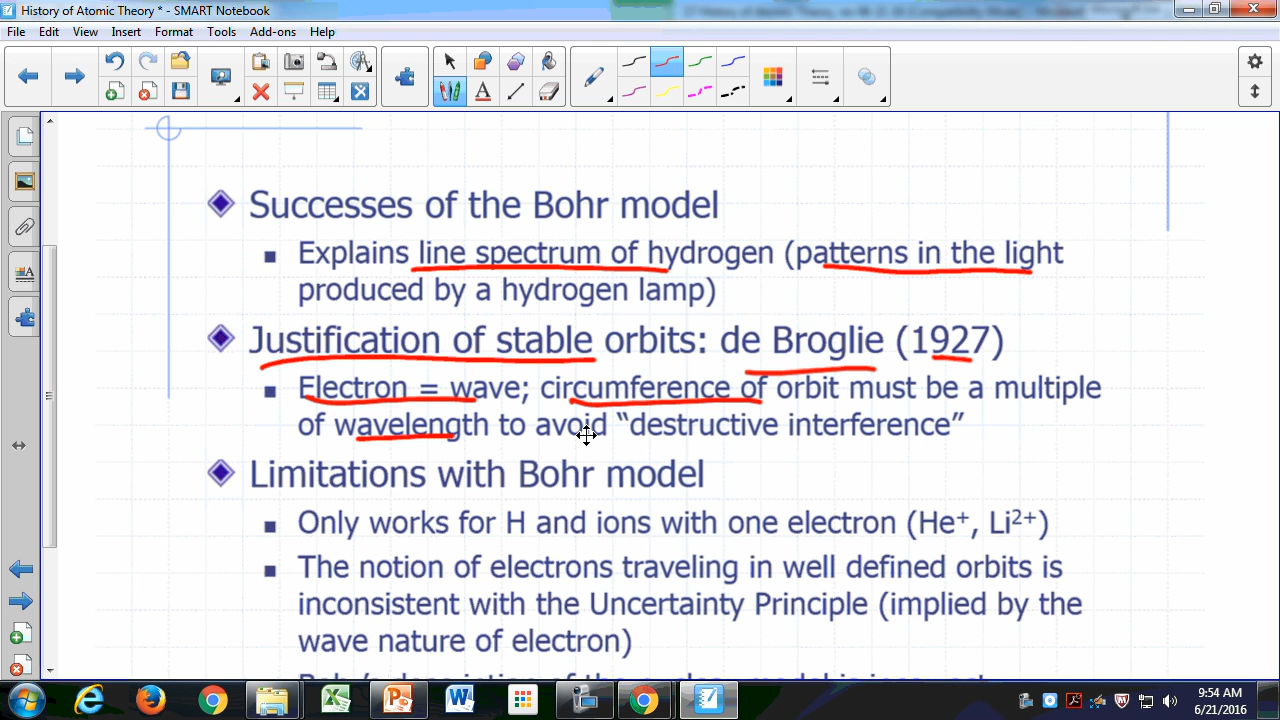 History of Atomic Theory * - SMART Notebook
File Edit View Insert Format Tools Add-ons Help
Successes of the Bohr model
Explains line spectrum of hydrogen (patterns in the light
produced by a hydrogen lamp)
Justification of stable orbits: de Broglie (1927)
Electron = wave; circumference of orbit must be a multiple
of wavelength to avoid “destructive interference”
Limitations with Bohr model
Only works for H and ions with one electron (He⁺, Li²⁺)
The notion of electrons traveling in well defined orbits is
inconsistent with the Uncertainty Principle (implied by the
wave nature of electron)
9:54 AM
6/21/2016